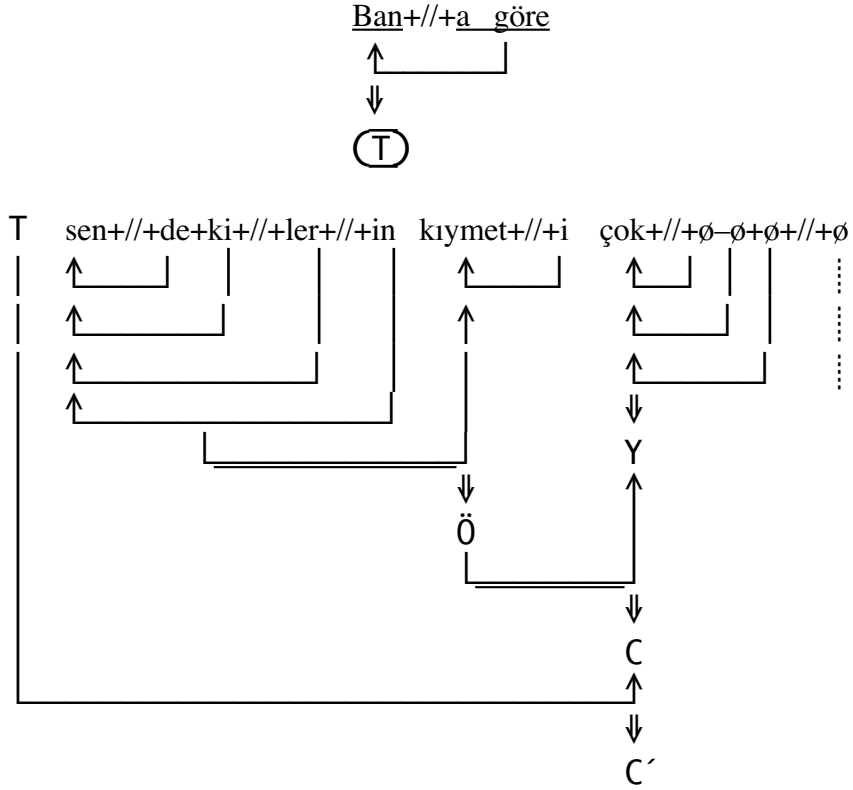 Ban+//+a göre
T
T sen+//+de+ki+//+ler+//+in kıymet+//+i çok+//+ø–ø+ø+//+ø
Y
Ö
C
C´